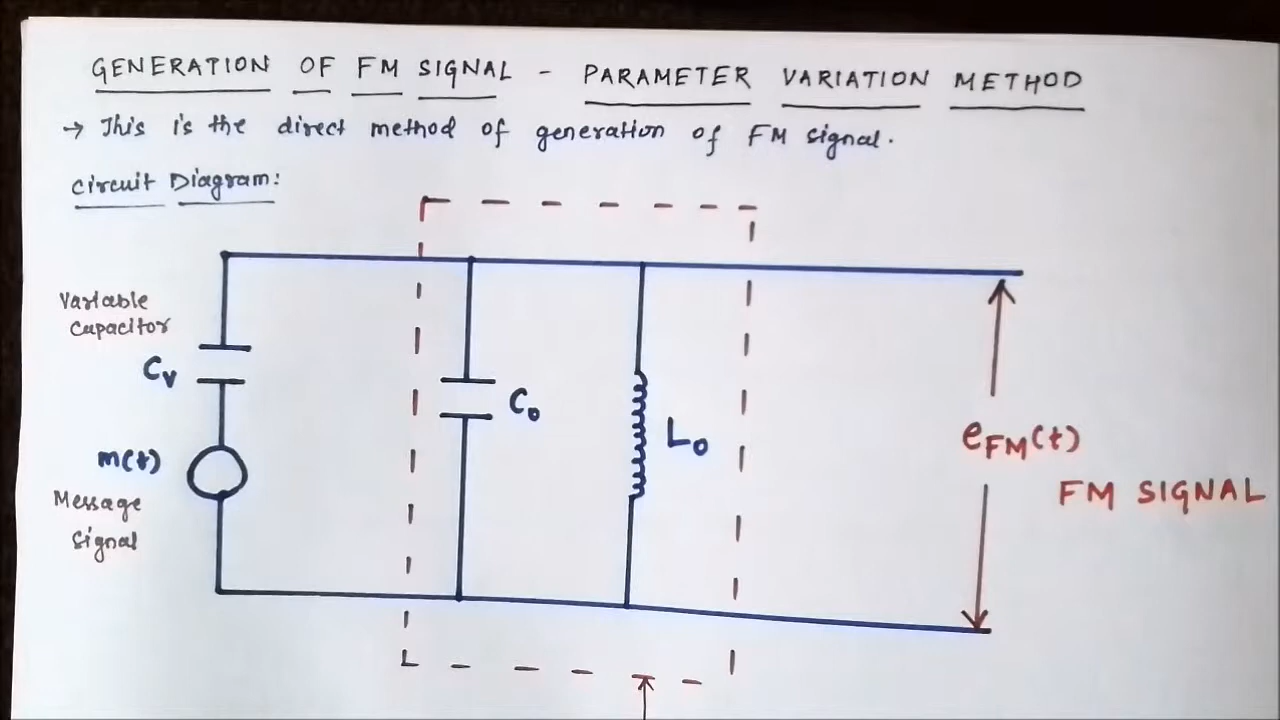 GENERATION OF FM SIGNAL - PARAMETER VARIATION METHOD
→ This is the direct method of generation of FM signal.
Circuit Diagram:
Variable
Capacitor
Cv
Co
Lo
m(t)
Message
Signal
eFM(t)
FM SIGNAL